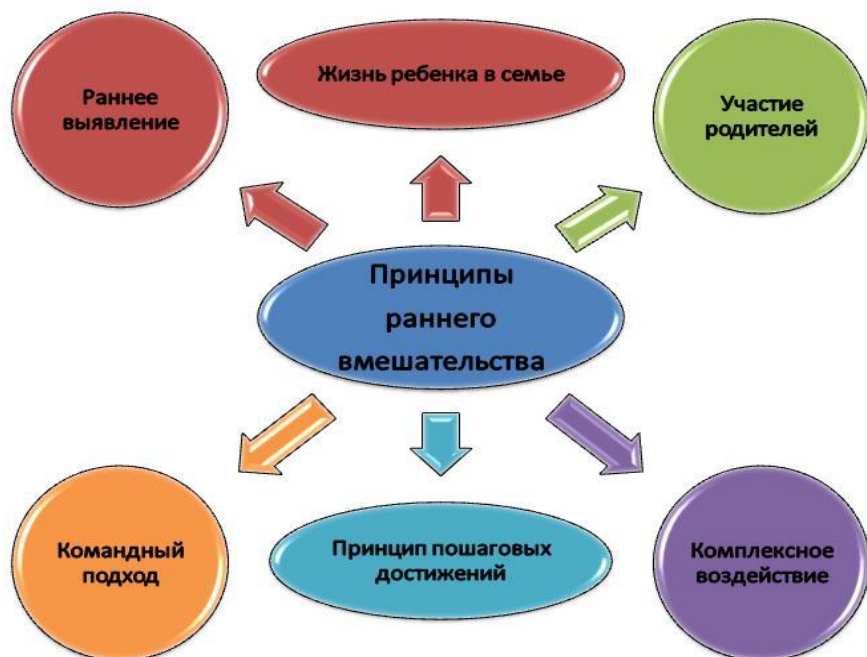 Раннее
выявление
Жизнь ребенка в семье
Участие
родителей
Принципы
раннего
вмешательства
Командный
подход
Принцип пошаговых
достижений
Комплексное
воздействие